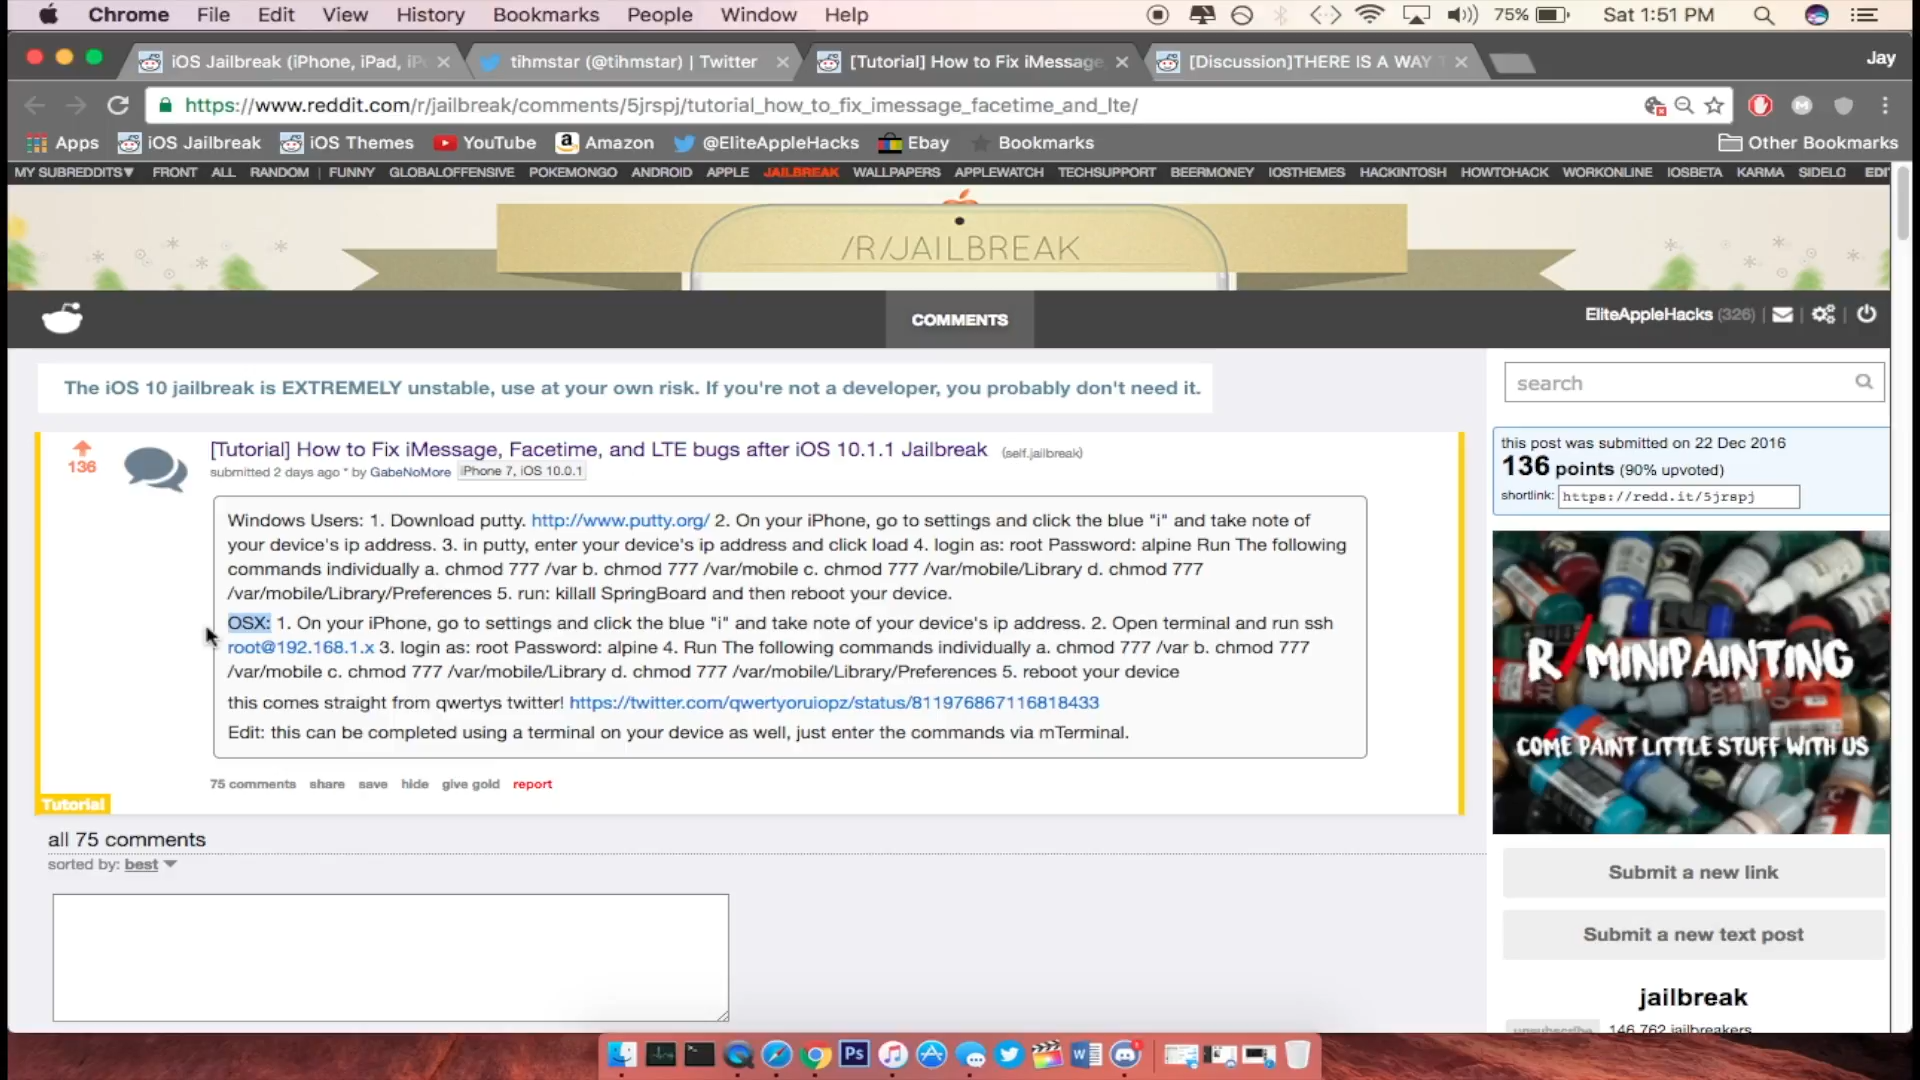 Chrome File Edit View History Bookmarks People Window Help 75% Sat 1:51 PM
iOS Jailbreak (iPhone, iPad, iP
tihmstar (@tihmstar) | Twitter
[Tutorial] How to Fix iMessage,
[Discussion]THERE IS A WAY T
Jay
https://www.reddit.com/r/jailbreak/comments/5jrspj/tutorial_how_to_fix_imessage_facetime_and_lte/
Apps iOS Jailbreak iOS Themes YouTube Amazon @EliteAppleHacks Ebay Bookmarks Other Bookmarks
MY SUBREDDITS▼ FRONT ALL RANDOM | FUNNY GLOBALOFFENSIVE POKEMONGO ANDROID APPLE JAILBREAK WALLPAPERS APPLEWATCH TECHSUPPORT BEERMONEY IOSTHEMES HACKINTOSH HOWTOHACK WORKONLINE IOSBETA KARMA SIDELO EDIT
/R/JAILBREAK
COMMENTS
EliteAppleHacks (326) | | |
The iOS 10 jailbreak is EXTREMELY unstable, use at your own risk. If you're not a developer, you probably don't need it.
search
136
[Tutorial] How to Fix iMessage, Facetime, and LTE bugs after iOS 10.1.1 Jailbreak (self.jailbreak)
submitted 2 days ago * by GabeNoMore iPhone 7, iOS 10.0.1
Windows Users: 1. Download putty. http://www.putty.org/ 2. On your iPhone, go to settings and click the blue "i" and take note of
your device's ip address. 3. in putty, enter your device's ip address and click load 4. login as: root Password: alpine Run The following
commands individually a. chmod 777 /var b. chmod 777 /var/mobile c. chmod 777 /var/mobile/Library d. chmod 777
/var/mobile/Library/Preferences 5. run: killall SpringBoard and then reboot your device.
OSX: 1. On your iPhone, go to settings and click the blue "i" and take note of your device's ip address. 2. Open terminal and run ssh
root@192.168.1.x 3. login as: root Password: alpine 4. Run The following commands individually a. chmod 777 /var b. chmod 777
/var/mobile c. chmod 777 /var/mobile/Library d. chmod 777 /var/mobile/Library/Preferences 5. reboot your device
this comes straight from qwertys twitter! https://twitter.com/qwertyoruiopz/status/811976867116818433
Edit: this can be completed using a terminal on your device as well, just enter the commands via mTerminal.
75 comments share save hide give gold report
Tutorial
all 75 comments
sorted by: best
this post was submitted on 22 Dec 2016
136 points (90% upvoted)
shortlink: https://redd.it/5jrspj
R/MINIPAINTING
COME PAINT LITTLE STUFF WITH US
Submit a new link
Submit a new text post
jailbreak
unsubscribe 146,762 jailbreakers
Ps